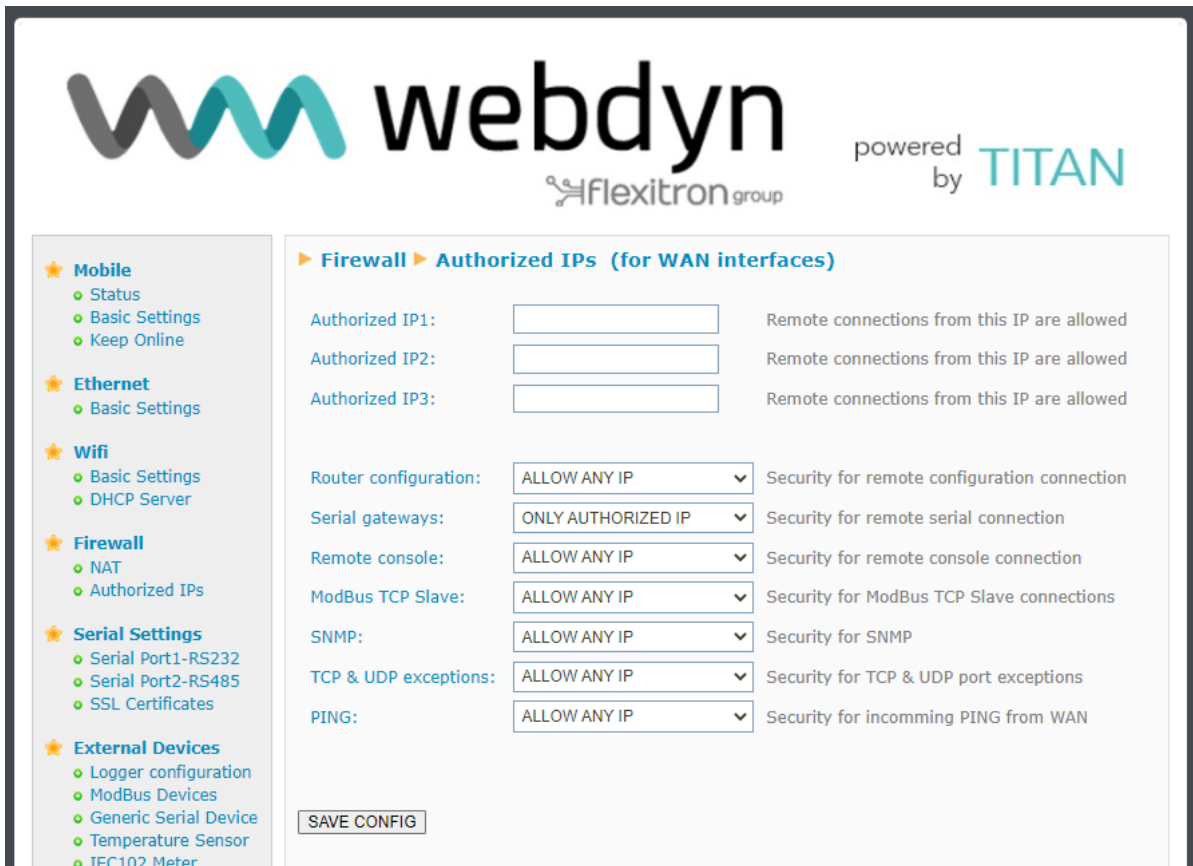 webdyn
flexitron group
powered
by TITAN
Mobile
Status
Basic Settings
Keep Online
Ethernet
Basic Settings
Wifi
Basic Settings
DHCP Server
Firewall
NAT
Authorized IPs
Serial Settings
Serial Port1-RS232
Serial Port2-RS485
SSL Certificates
External Devices
Logger configuration
ModBus Devices
Generic Serial Device
Temperature Sensor
IEC102 Meter
Firewall Authorized IPs (for WAN interfaces)
Authorized IP1: Remote connections from this IP are allowed
Authorized IP2: Remote connections from this IP are allowed
Authorized IP3: Remote connections from this IP are allowed
Router configuration: ALLOW ANY IP Security for remote configuration connection
Serial gateways: ONLY AUTHORIZED IP Security for remote serial connection
Remote console: ALLOW ANY IP Security for remote console connection
ModBus TCP Slave: ALLOW ANY IP Security for ModBus TCP Slave connections
SNMP: ALLOW ANY IP Security for SNMP
TCP & UDP exceptions: ALLOW ANY IP Security for TCP & UDP port exceptions
PING: ALLOW ANY IP Security for incomming PING from WAN
SAVE CONFIG